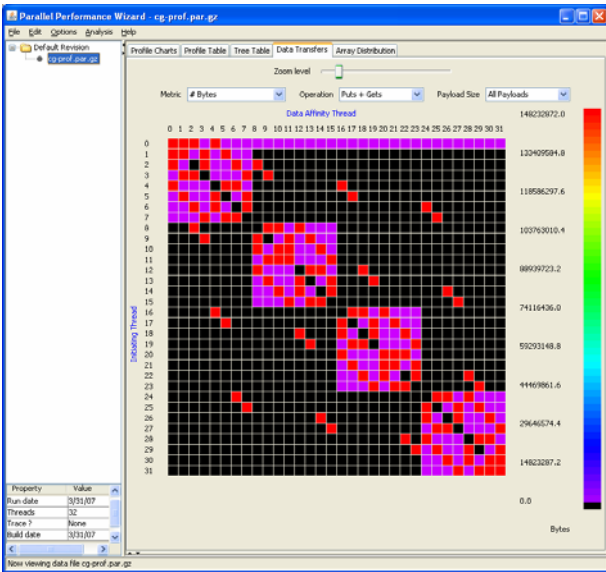 Parallel Performance Wizard - cg-prof.par.gz
File Edit Options Analysis Help
Default Revision
cg-prof.par.gz
Profile Charts Profile Table Tree Table Data Transfers Array Distribution
Zoom level
Metric # Bytes Operation Puts + Gets Payload Size All Payloads
Data Affinity Thread
0 1 2 3 4 5 6 7 8 9 10 11 12 13 14 15 16 17 18 19 20 21 22 23 24 25 26 27 28 29 30 31
Initiating Thread
0
1
2
3
4
5
6
7
8
9
10
11
12
13
14
15
16
17
18
19
20
21
22
23
24
25
26
27
28
29
30
31
148232872.0
133409584.8
118586297.6
103763010.4
88939723.2
74116436.0
59293148.8
44469861.6
29646574.4
14823287.2
0.0
Bytes
Property Value
Run date 3/31/07
Threads 32
Trace ? None
Build date 3/31/07
Now viewing data file cg-prof.par.gz